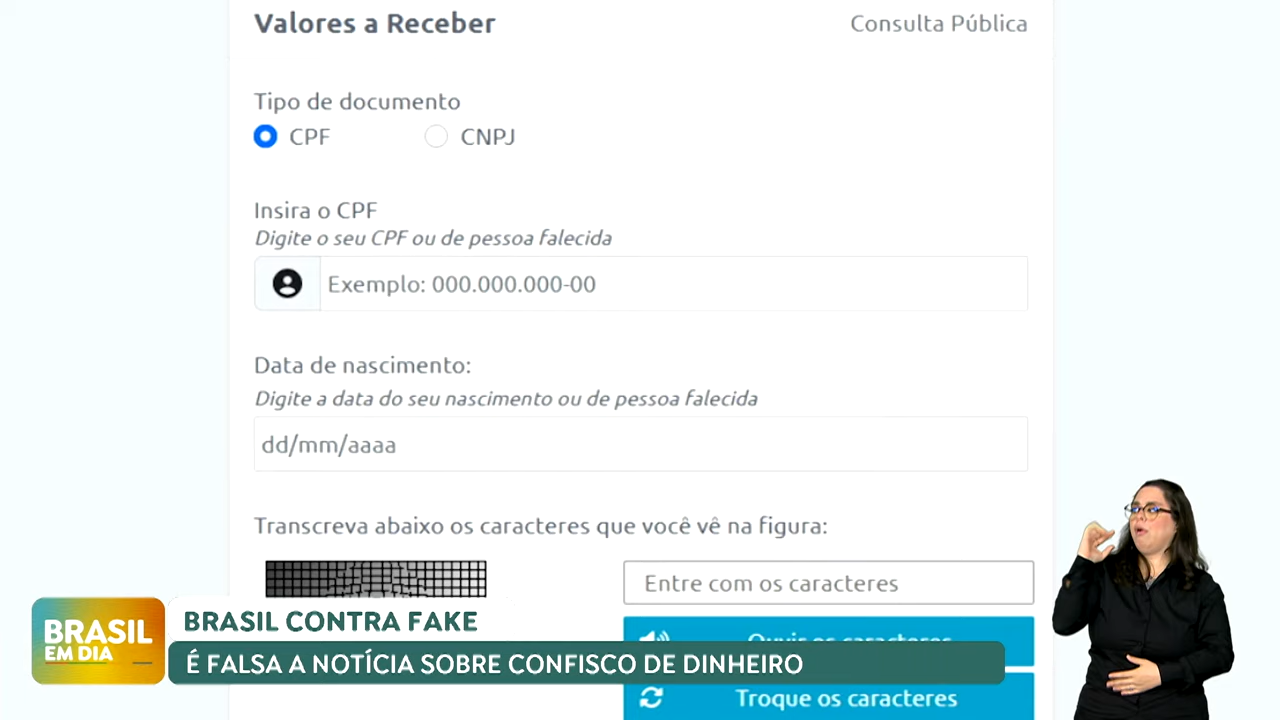 Valores a Receber
Consulta Pública
Tipo de documento
CPF
CNPJ
Insira o CPF
Digite o seu CPF ou de pessoa falecida
Exemplo: 000.000.000-00
Data de nascimento:
Digite a data do seu nascimento ou de pessoa falecida
dd/mm/aaaa
Transcreva abaixo os caracteres que você vê na figura:
Entre com os caracteres
Ouvir os caracteres
Troque os caracteres
BRASIL
EM DIA
BRASIL CONTRA FAKE
É FALSA A NOTÍCIA SOBRE CONFISCO DE DINHEIRO